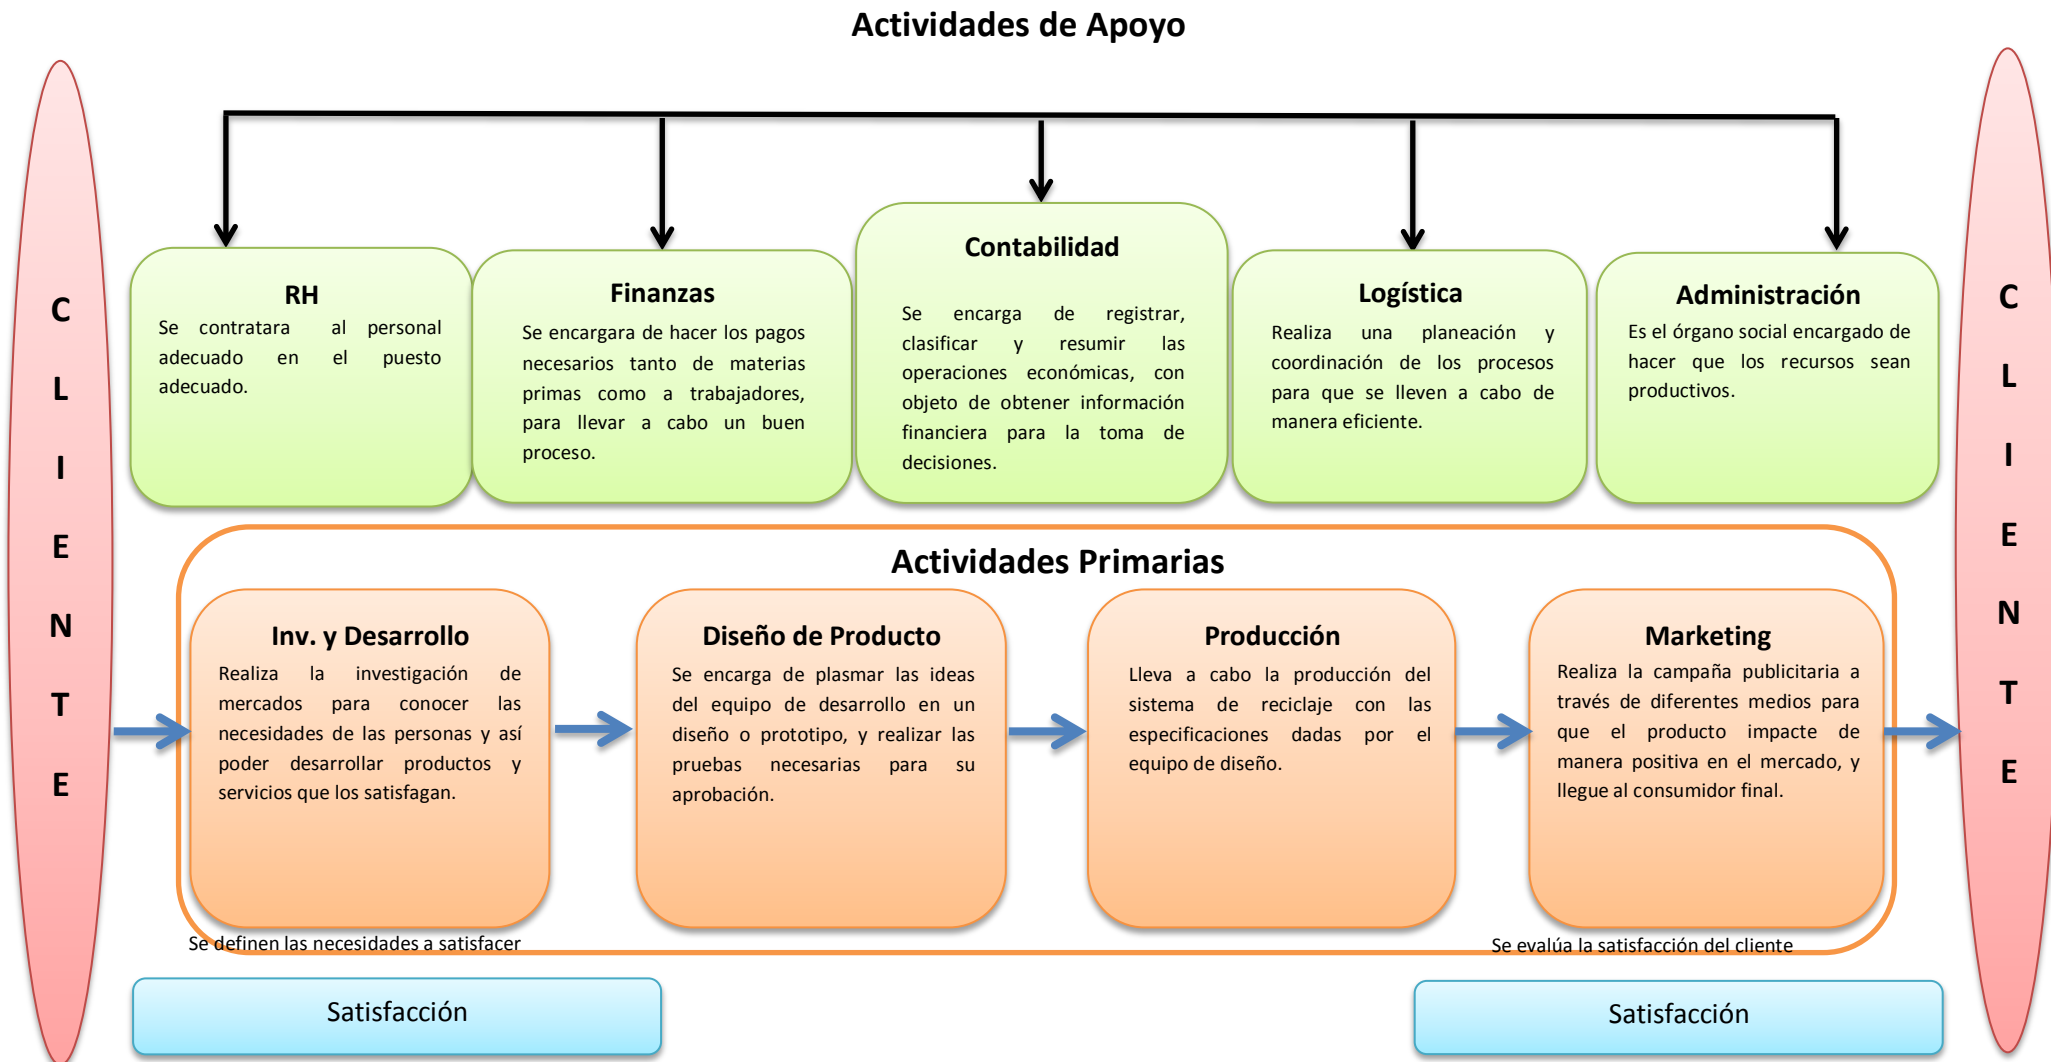 Actividades de Apoyo
C
L
I
E
N
T
E
RH
Se contratara al personal
adecuado en el puesto
adecuado.
Finanzas
Se encargara de hacer los pagos
necesarios tanto de materias
primas como a trabajadores,
para llevar a cabo un buen
proceso.
Contabilidad
Se encarga de registrar,
clasificar y resumir las
operaciones económicas, con
objeto de obtener información
financiera para la toma de
decisiones.
Logística
Realiza una planeación y
coordinación de los procesos
para que se lleven a cabo de
manera eficiente.
Administración
Es el órgano social encargado de
hacer que los recursos sean
productivos.
C
L
I
E
N
T
E
Actividades Primarias
Inv. y Desarrollo
Realiza la investigación de
mercados para conocer las
necesidades de las personas y así
poder desarrollar productos y
servicios que los satisfagan.
Diseño de Producto
Se encarga de plasmar las ideas
del equipo de desarrollo en un
diseño o prototipo, y realizar las
pruebas necesarias para su
aprobación.
Producción
Lleva a cabo la producción del
sistema de reciclaje con las
especificaciones dadas por el
equipo de diseño.
Marketing
Realiza la campaña publicitaria a
través de diferentes medios para
que el producto impacte de
manera positiva en el mercado, y
llegue al consumidor final.
Se definen las necesidades a satisfacer
Se evalúa la satisfacción del cliente
Satisfacción
Satisfacción